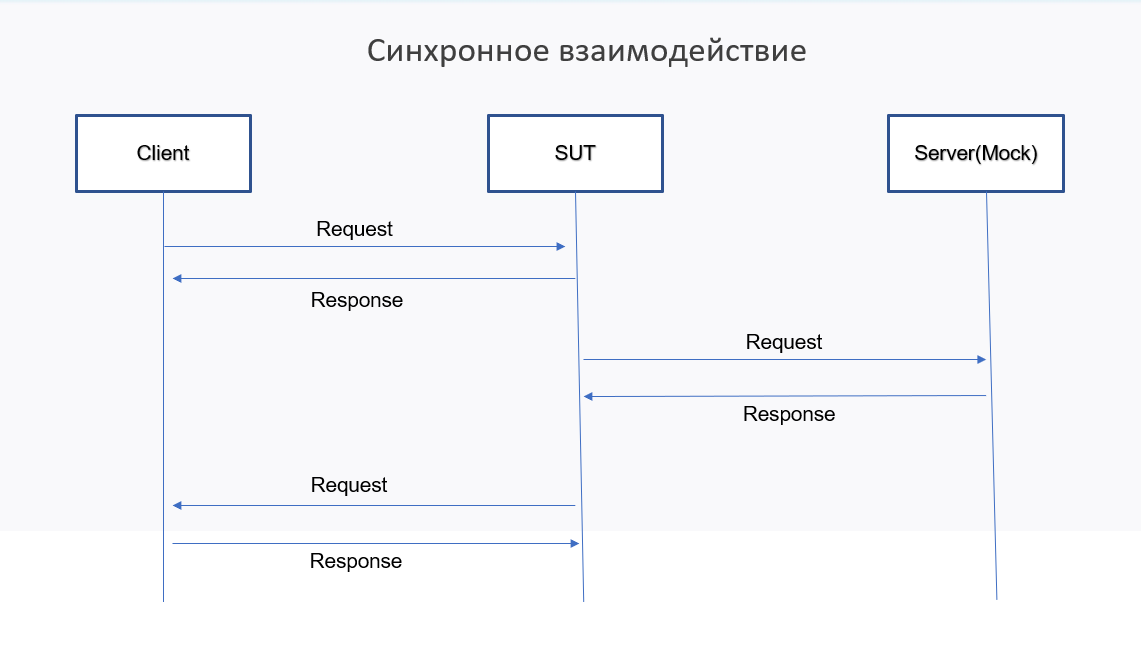 Синхронное взаимодействие
Client
SUT
Server(Mock)
Request
Response
Request
Response
Request
Response